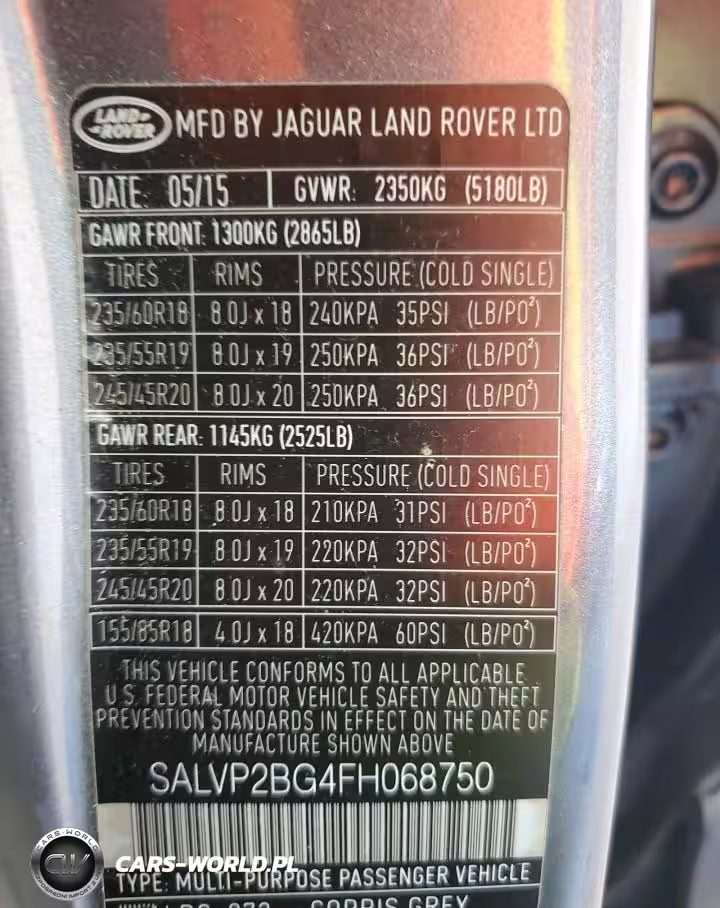 LAND ROVER MFD BY JAGUAR LAND ROVER LTD
DATE: 05/15 GVWR: 2350KG (5180LB)
GAWR FRONT: 1300KG (2865LB)
TIRES RIMS PRESSURE (COLD SINGLE)
235/60R18 8.0J x 18 240KPA 35PSI (LB/PO²)
235/55R19 8.0J x 19 250KPA 36PSI (LB/PO²)
245/45R20 8.0J x 20 250KPA 36PSI (LB/PO²)
GAWR REAR: 1145KG (2525LB)
TIRES RIMS PRESSURE (COLD SINGLE)
235/60R18 8.0J x 18 210KPA 31PSI (LB/PO²)
235/55R19 8.0J x 19 220KPA 32PSI (LB/PO²)
245/45R20 8.0J x 20 220KPA 32PSI (LB/PO²)
155/85R18 4.0J x 18 420KPA 60PSI (LB/PO²)
THIS VEHICLE CONFORMS TO ALL APPLICABLE
U.S. FEDERAL MOTOR VEHICLE SAFETY AND THEFT
PREVENTION STANDARDS IN EFFECT ON THE DATE OF
MANUFACTURE SHOWN ABOVE
SALVP2BG4FH068750
CARS-WORLD.PL
CW
CARS-WORLD.PL
TYPE: MULTI-PURPOSE PASSENGER VEHICLE
CORRIS GREY